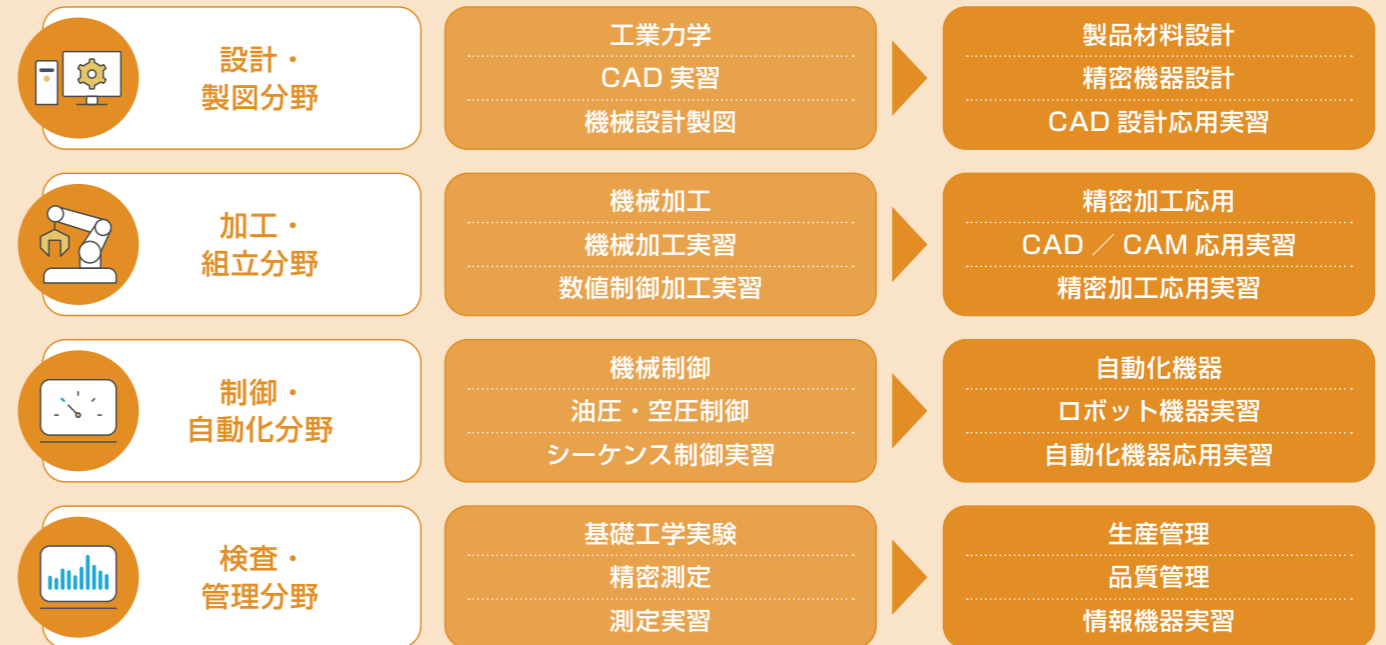 設計・
製図分野
工業力学
CAD 実習
機械設計製図
製品材料設計
精密機器設計
CAD 設計応用実習
加工・
組立分野
機械加工
機械加工実習
数値制御加工実習
精密加工応用
CAD ／ CAM 応用実習
精密加工応用実習
制御・
自動化分野
機械制御
油圧・空圧制御
シーケンス制御実習
自動化機器
ロボット機器実習
自動化機器応用実習
検査・
管理分野
基礎工学実験
精密測定
測定実習
生産管理
品質管理
情報機器実習